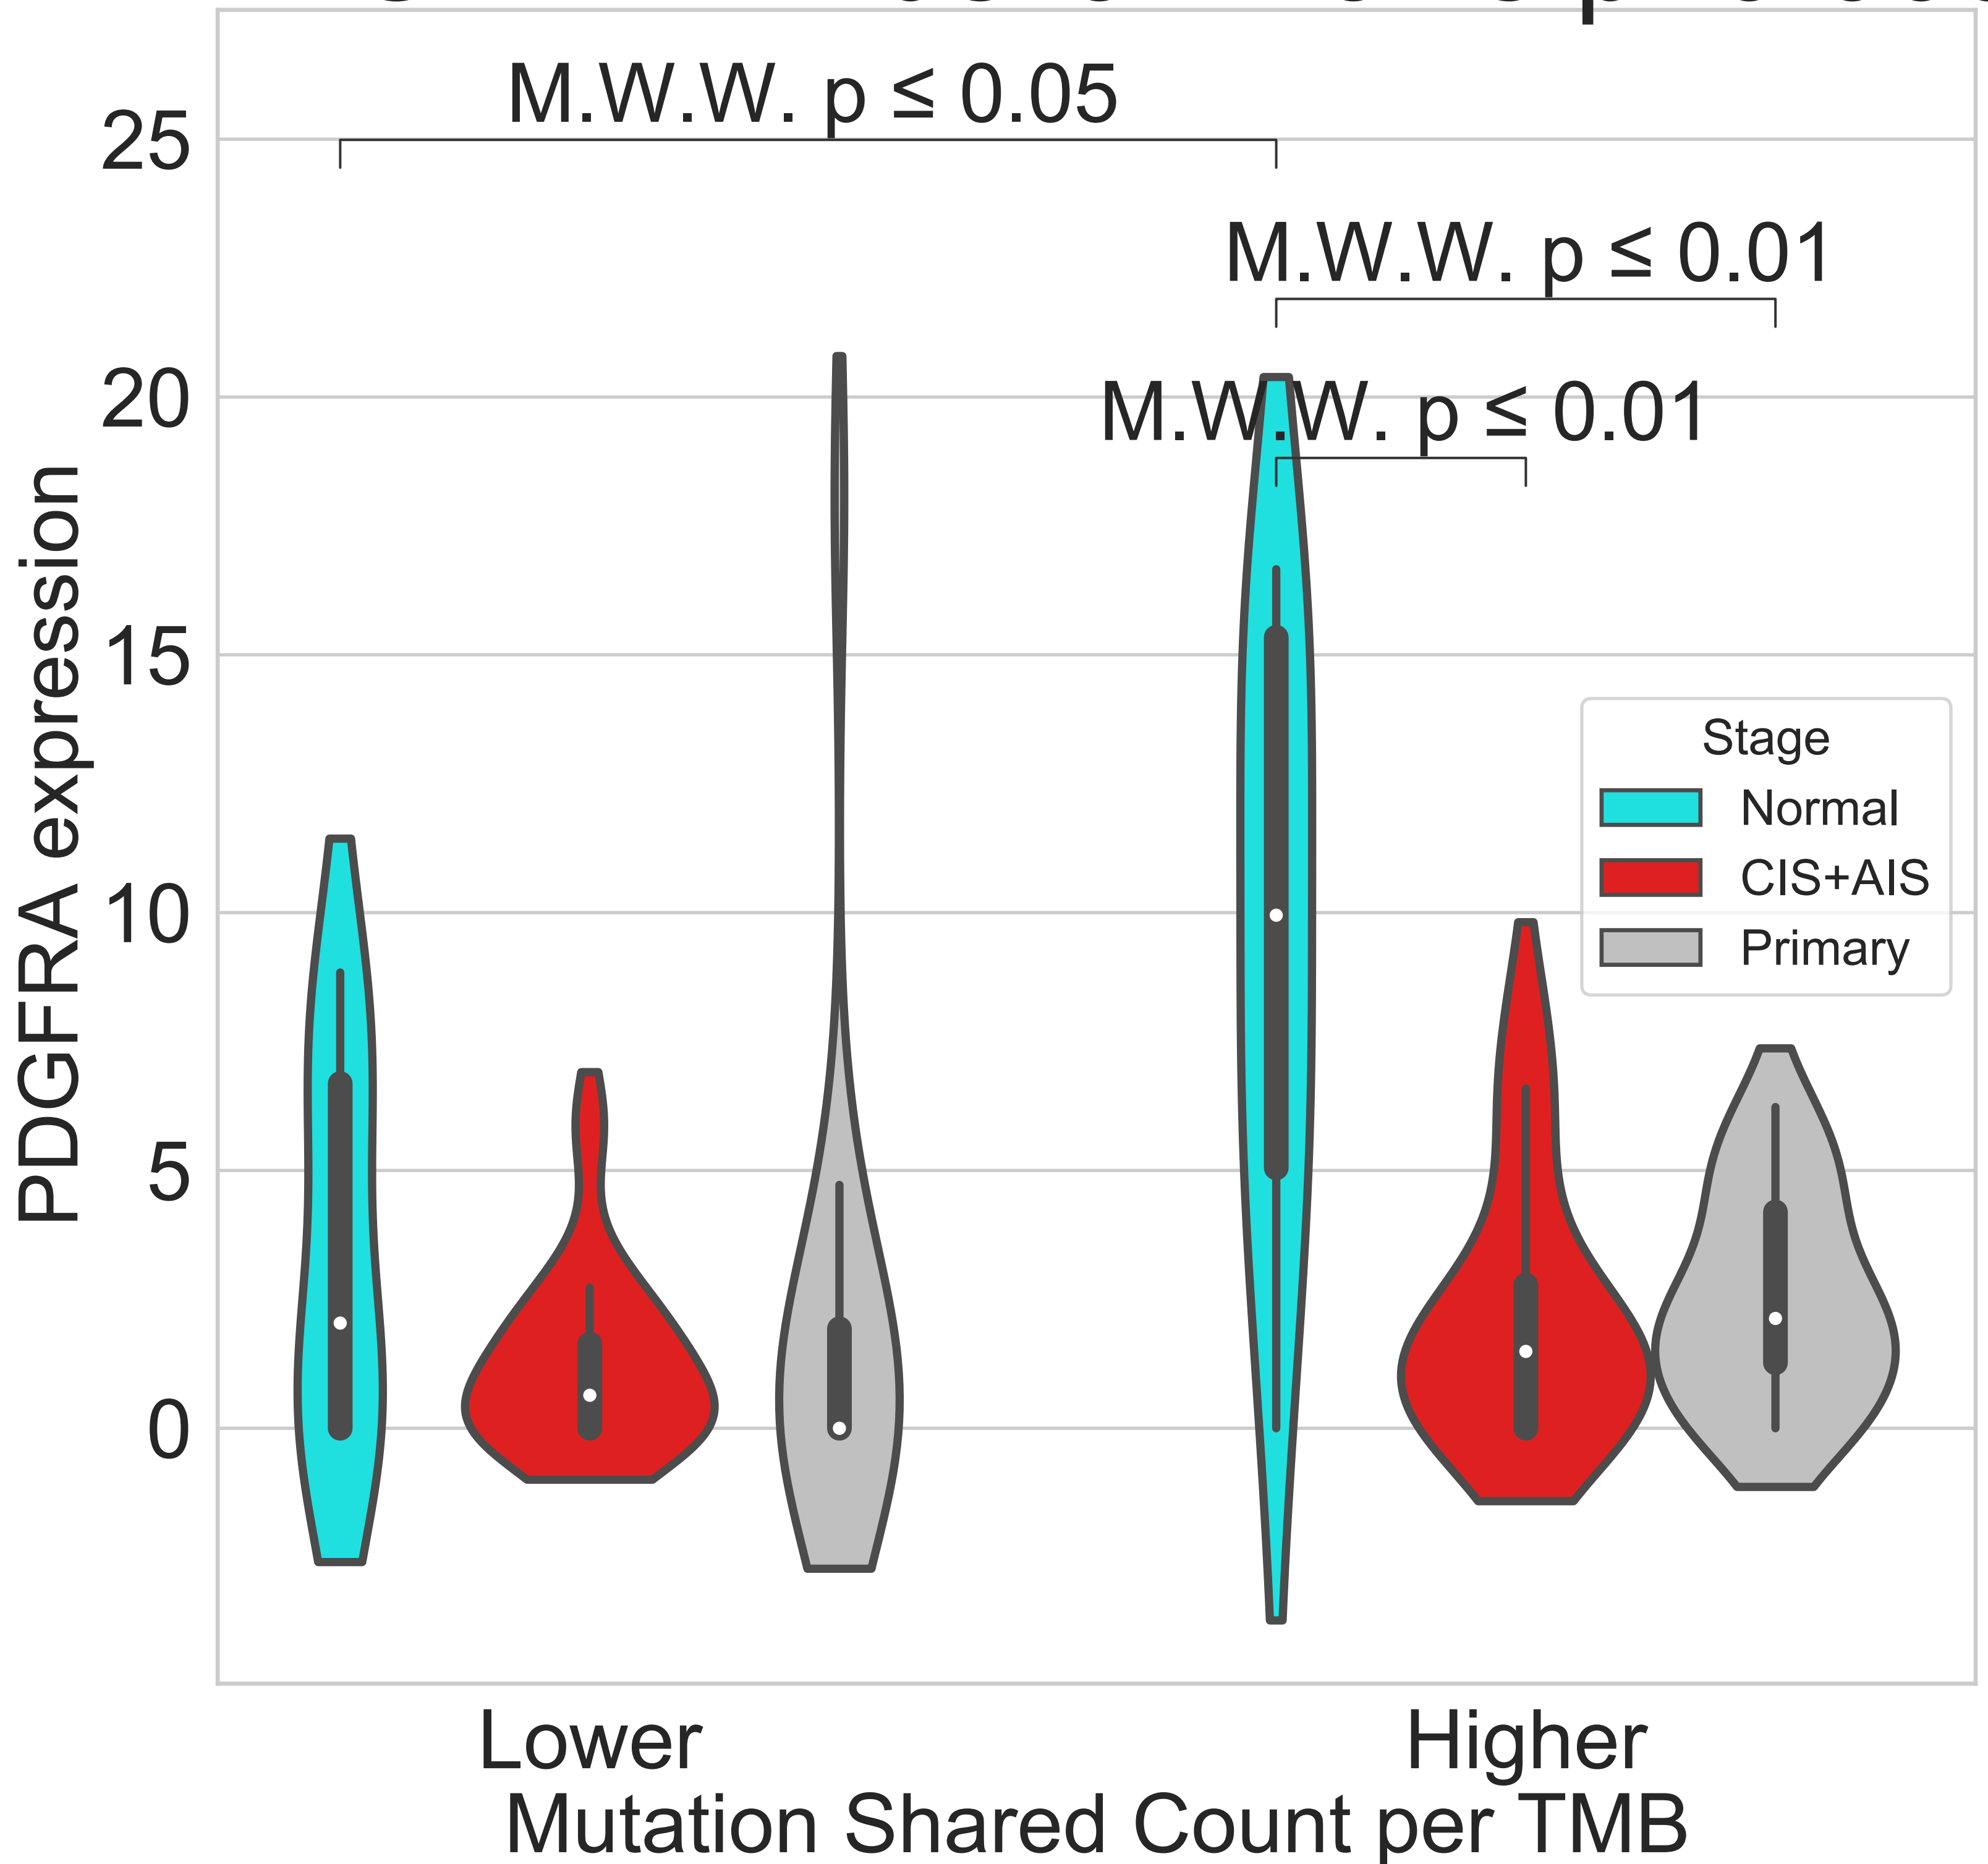 M.W.W. p ≤ 0.05
M.W.W. p ≤ 0.01
M.W.W. p ≤ 0.01
25
20
15
10
5
0
PDGFRA expression
Stage
Normal
CIS+AIS
Primary
Lower
Higher
Mutation Shared Count per TMB